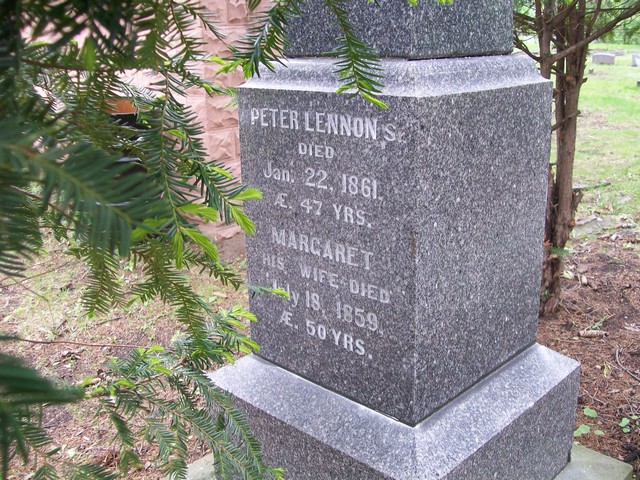 PETER LENNON, S.
DIED
Jan. 22, 1861.
Æ. 47 YRS.
MARGARET
HIS WIFE DIED
July 18, 1859.
Æ. 50 YRS.